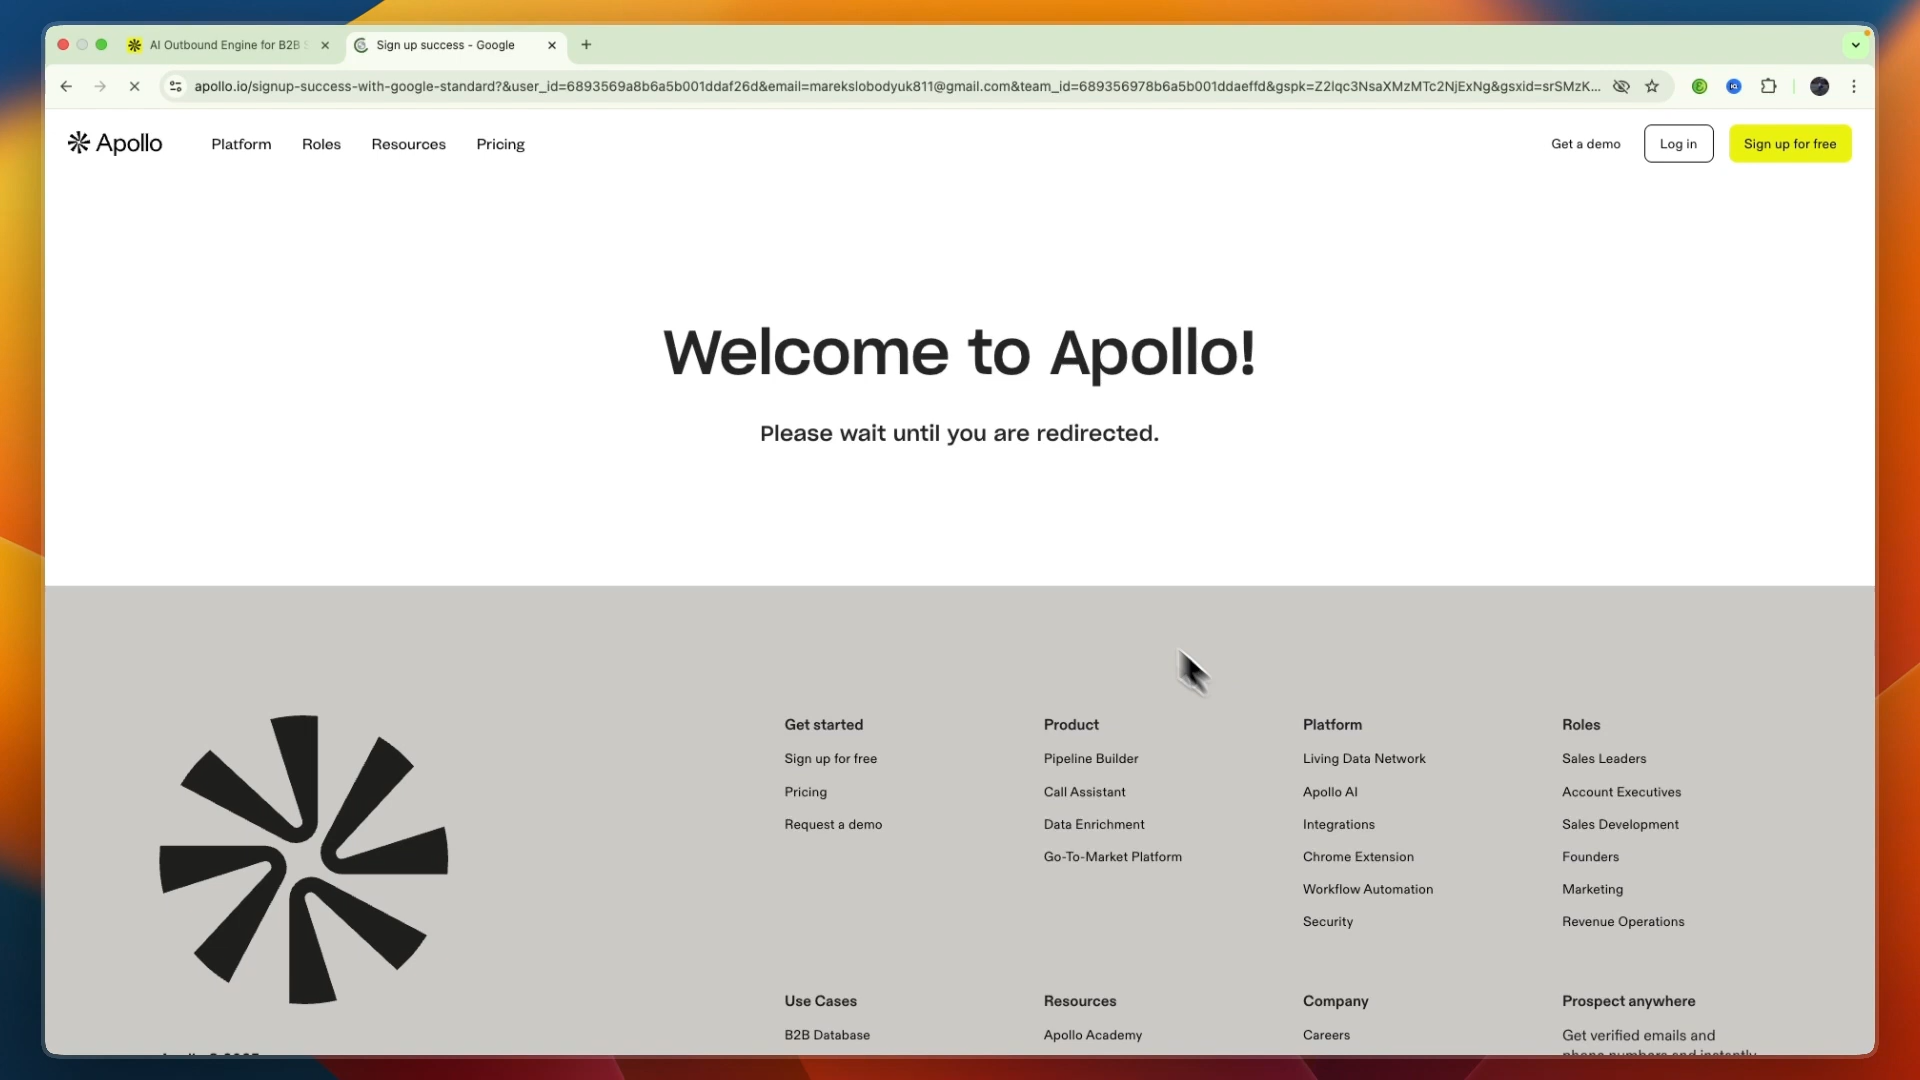 AI Outbound Engine for B2B
Sign up success - Google
apollo.io/signup-success-with-google-standard?&user_id=6893569a8b6a5b001ddaf26d&email=marekslobodyuk811@gmail.com&team_id=689356978b6a5b001ddaeffd&gspk=Z2lqc3NsaXMzMTc2NjExNg&gsxid=srSMzK...
Apollo
Platform
Roles
Resources
Pricing
Get a demo
Log in
Sign up for free
Welcome to Apollo!
Please wait until you are redirected.
Get started
Sign up for free
Pricing
Request a demo
Product
Pipeline Builder
Call Assistant
Data Enrichment
Go-To-Market Platform
Platform
Living Data Network
Apollo AI
Integrations
Chrome Extension
Workflow Automation
Security
Roles
Sales Leaders
Account Executives
Sales Development
Founders
Marketing
Revenue Operations
Use Cases
B2B Database
Resources
Apollo Academy
Company
Careers
Prospect anywhere
Get verified emails and
phone numbers and instantly